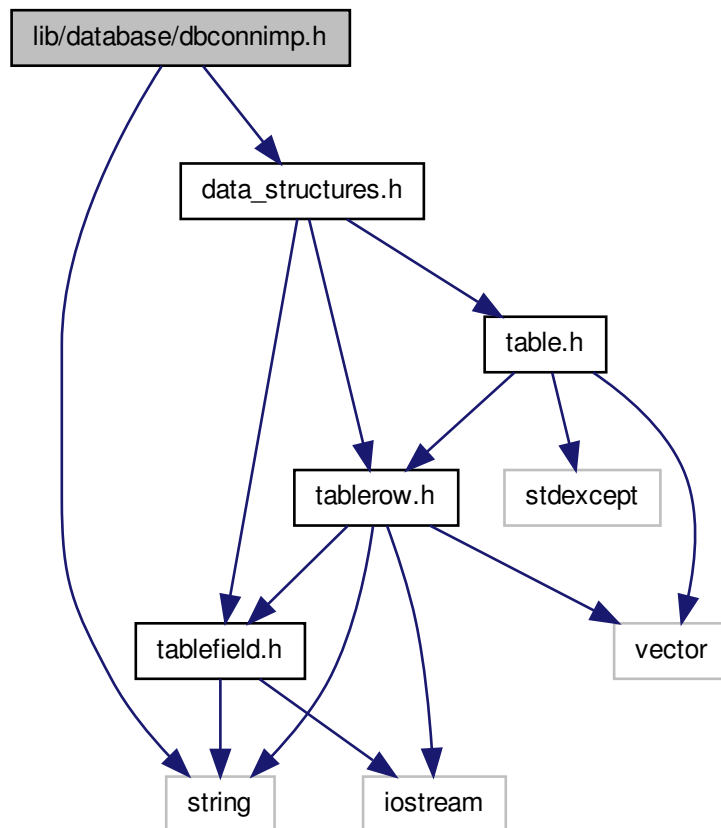 lib/database/dbconnimp.h
data_structures.h
table.h
tablerow.h
stdexcept
tablefield.h
vector
string
iostream